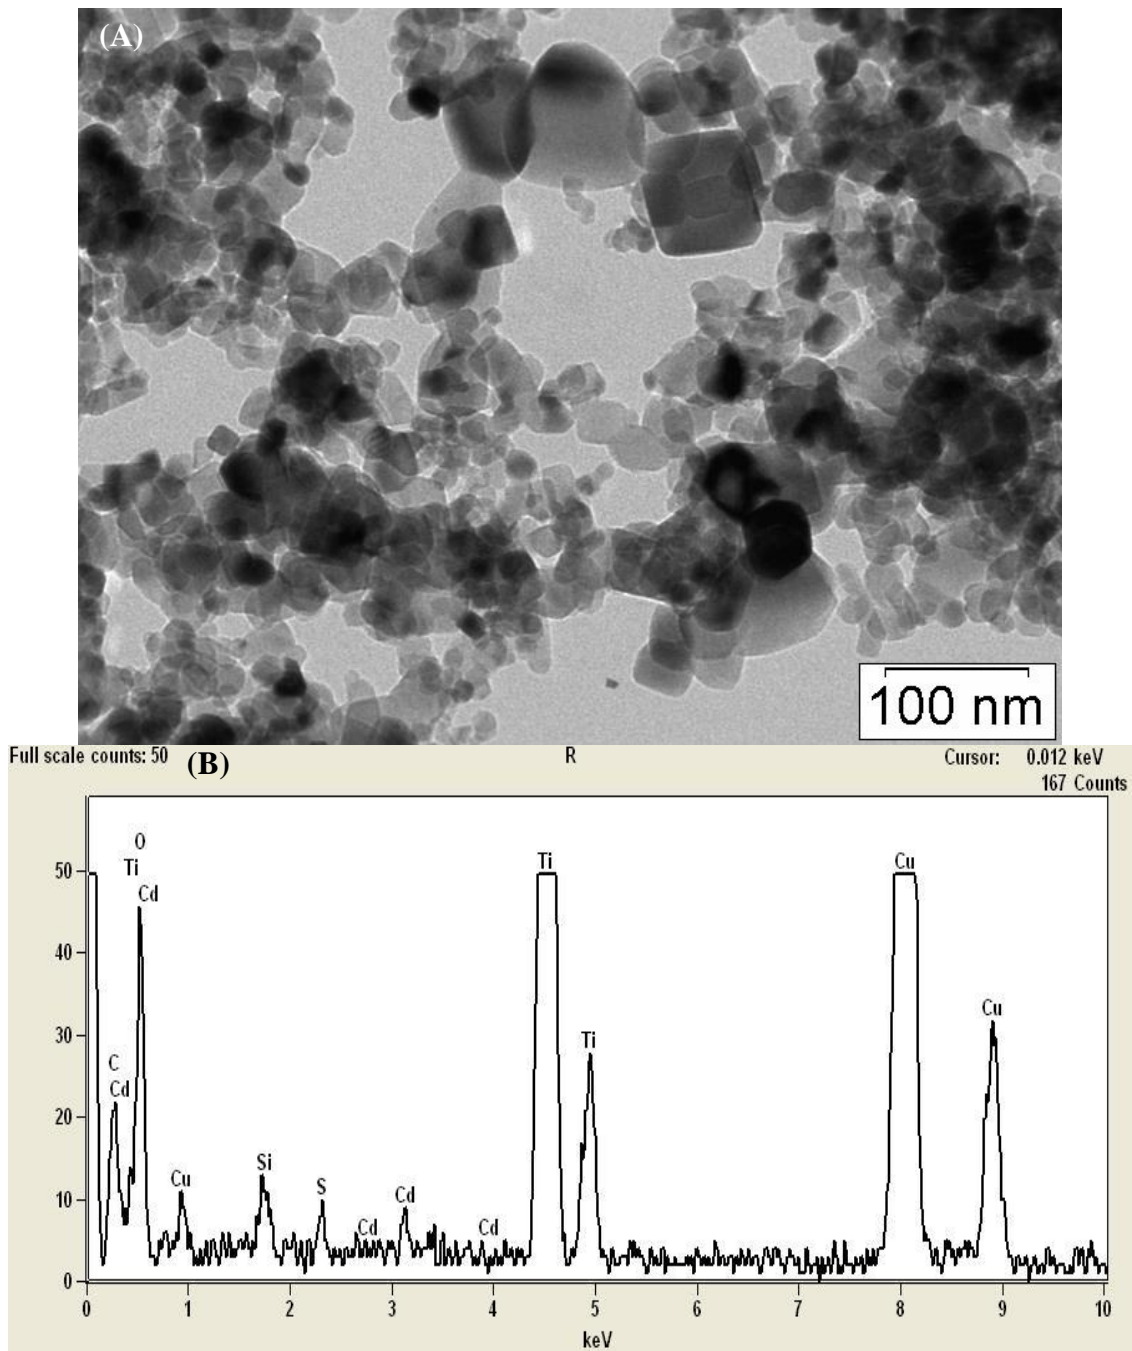 (A)
100 nm
Full scale counts: 50
(B)
R
Cursor: 0.012 keV
167 Counts
O
Ti
Cd
Ti
Cu
50
40
Cu
30
Ti
C
Cd
20
Cu
Si
S
Cd
10
Cd
Cd
0
0 1 2 3 4 5 6 7 8 9 10
keV